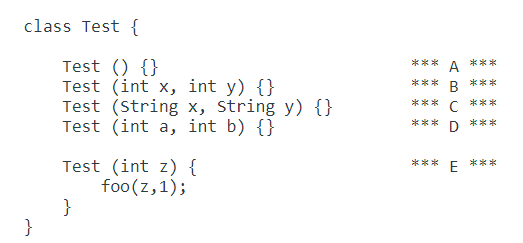 class Test {
Test () {} *** A ***
Test (int x, int y) {} *** B ***
Test (String x, String y) {} *** C ***
Test (int a, int b) {} *** D ***
Test (int z) { *** E ***
foo(z,1);
}
}